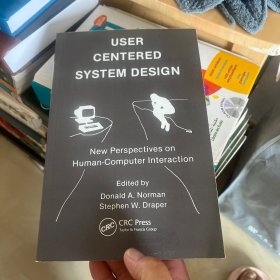 USER
CENTERED
SYSTEM DESIGN
New Perspectives on
Human-Computer Interaction
Edited by
Donald A. Norman
Stephen W. Draper
CRC
CRC Press
Taylor & Francis Group